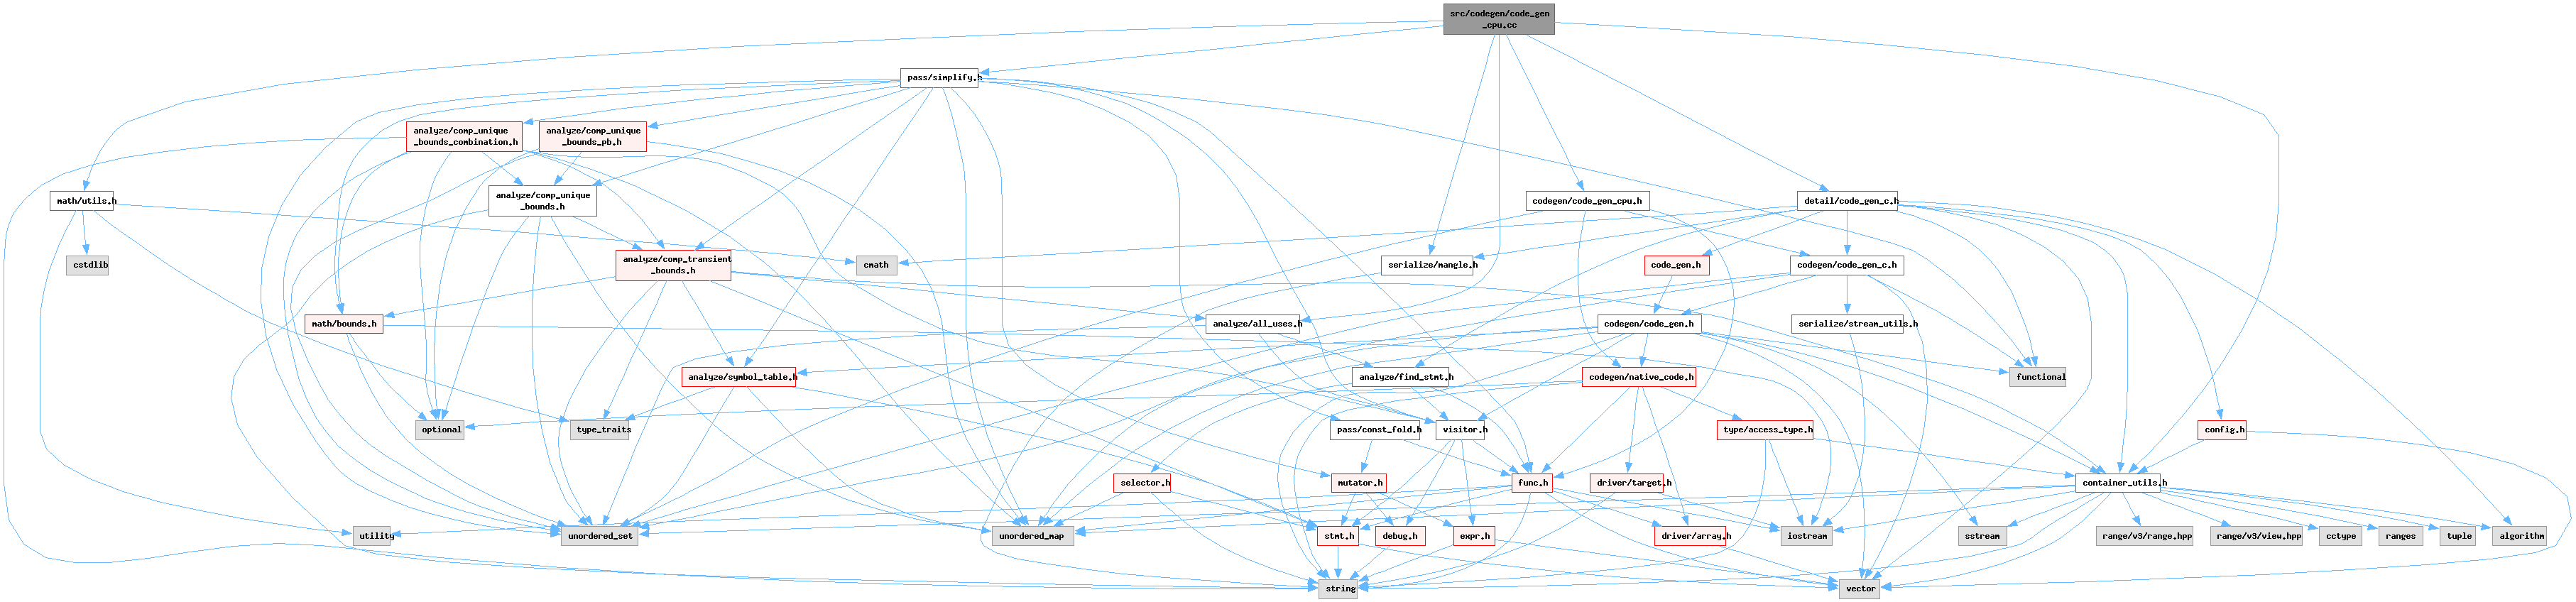 src/codegen/code_gen
_cpu.cc
pass/simplify.h
analyze/comp_unique
_bounds_combination.h
analyze/comp_unique
_bounds_pb.h
math/utils.h
analyze/comp_unique
_bounds.h
codegen/code_gen_cpu.h
detail/code_gen_c.h
cstdlib
analyze/comp_transient
_bounds.h
cmath
serialize/mangle.h
code_gen.h
codegen/code_gen_c.h
math/bounds.h
analyze/all_uses.h
codegen/code_gen.h
serialize/stream_utils.h
analyze/symbol_table.h
analyze/find_stmt.h
codegen/native_code.h
functional
optional
type_traits
pass/const_fold.h
visitor.h
type/access_type.h
config.h
selector.h
mutator.h
func.h
driver/target.h
container_utils.h
utility
unordered_set
unordered_map
stmt.h
debug.h
expr.h
driver/array.h
iostream
sstream
range/v3/range.hpp
range/v3/view.hpp
cctype
ranges
tuple
algorithm
string
vector